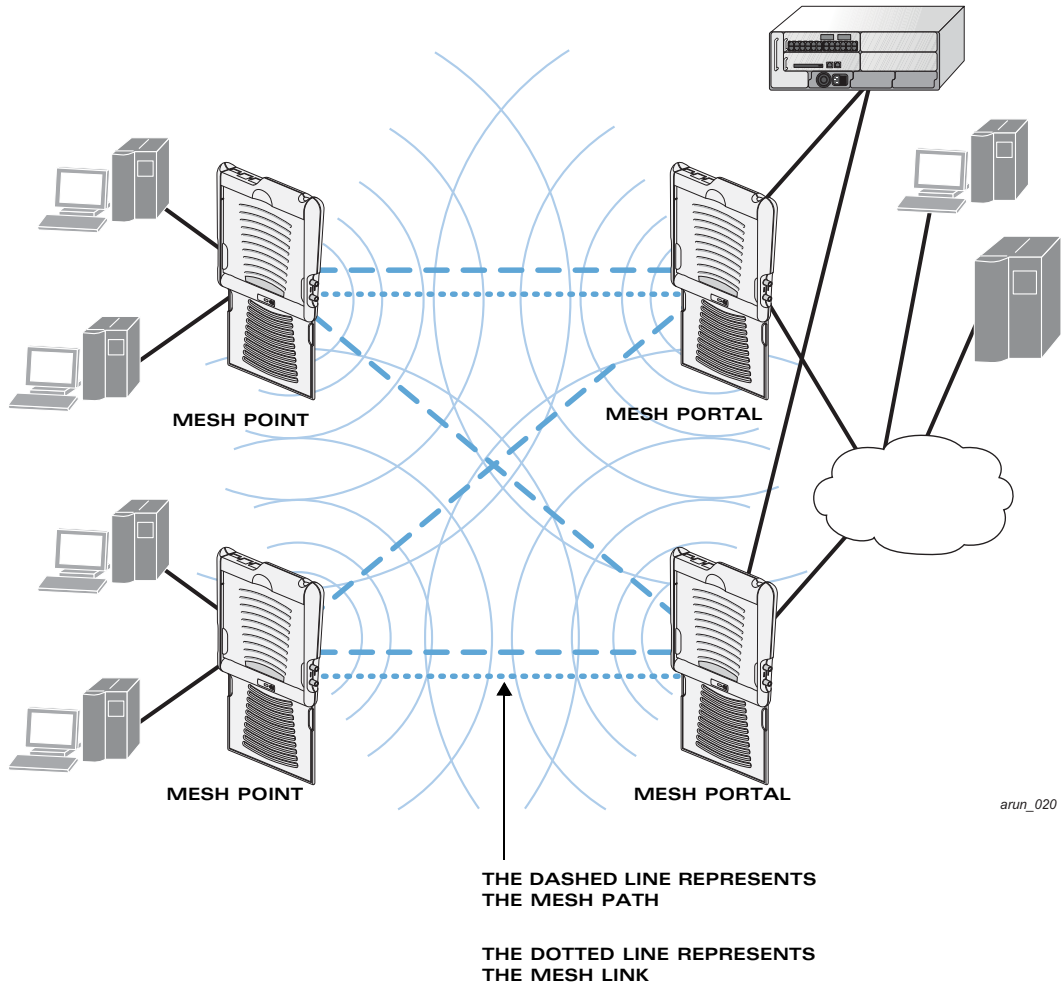 MESH POINT
MESH PORTAL
MESH POINT
MESH PORTAL
arun_020
THE DASHED LINE REPRESENTS
THE MESH PATH
THE DOTTED LINE REPRESENTS
THE MESH LINK